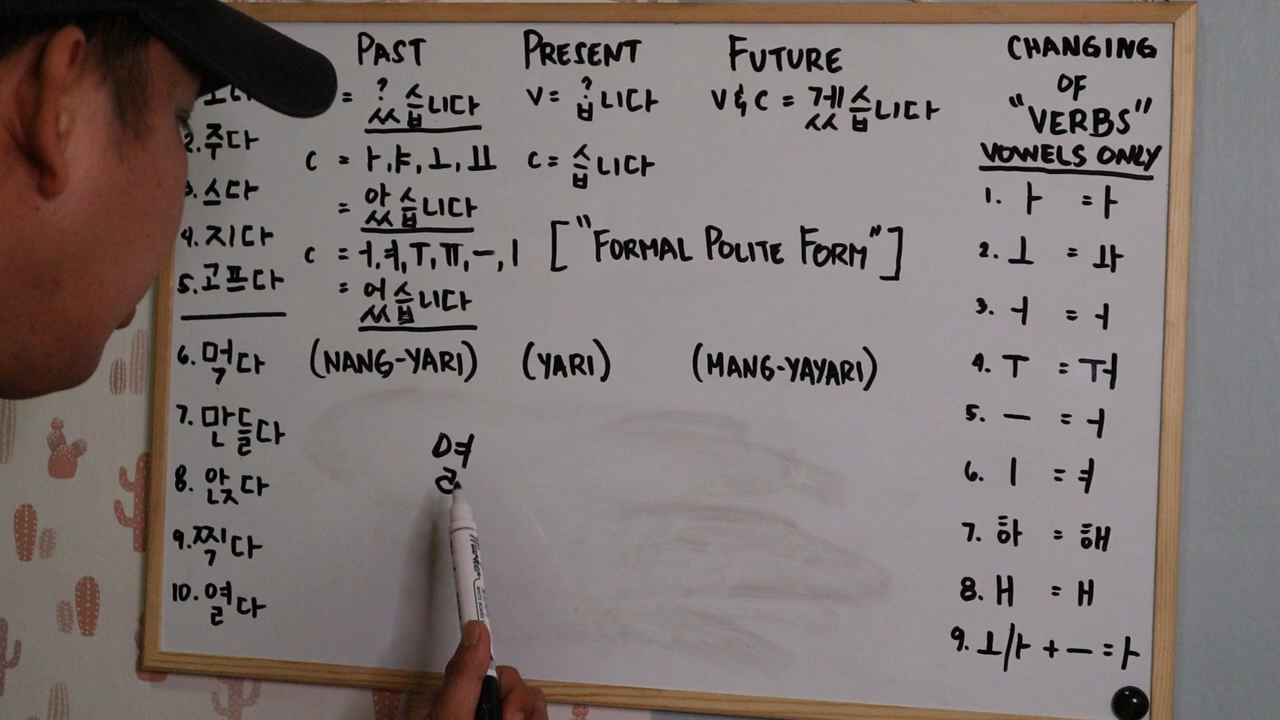 PAST
= ?ㅆ습니다
C = ㅏ,ㅑ,ㅗ,ㅛ
= 았습니다
C = ㅓ,ㅕ,ㅜ,ㅠ,ㅡ,ㅣ
= 었습니다
(NANG-YARI)
PRESENT
V = ?ㅂ니다
C = 습니다
(YARI)
FUTURE
V & C = 겠습니다
["FORMAL POLITE FORM"]
(MANG-YAYARI)
2. 주다
3. 스다
4. 지다
5. 고프다
6. 먹다
7. 만들다
8. 앉다
9. 찍다
10. 열다
열
CHANGING
OF
"VERBS"
VOWELS ONLY
1. ㅏ = ㅏ
2. ㅗ = ㅘ
3. ㅓ = ㅓ
4. ㅜ = ㅝ
5. ㅡ = ㅓ
6. ㅣ = ㅕ
7. 하 = 해
8. ㅐ = ㅐ
9. ㅗ/ㅏ + ㅡ = ㅏ